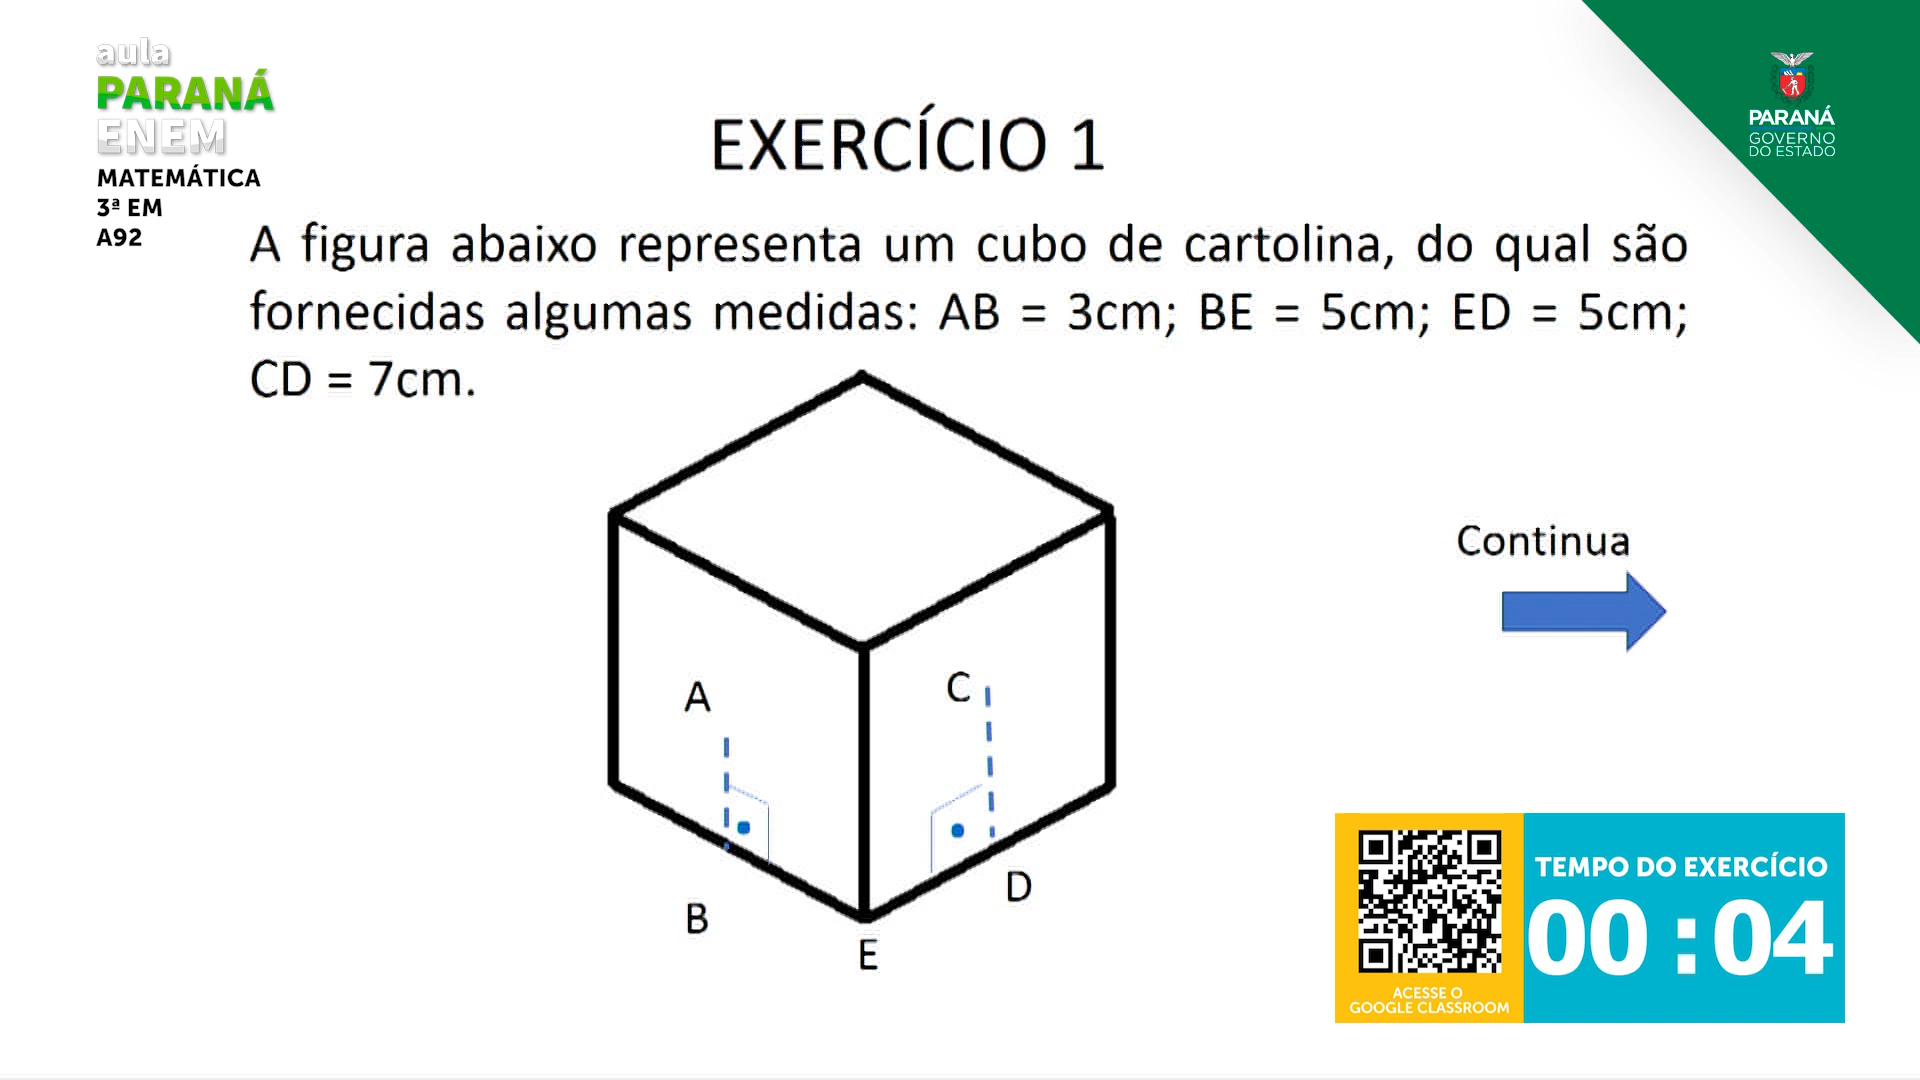 aula
PARANÁ
ENEM
MATEMÁTICA
3ª EM
A92
PARANÁ
GOVERNO
DO ESTADO
EXERCÍCIO 1
A figura abaixo representa um cubo de cartolina, do qual são
fornecidas algumas medidas: AB = 3cm; BE = 5cm; ED = 5cm;
CD = 7cm.
Continua
A
C
B
D
E
TEMPO DO EXERCÍCIO
00 : 04
ACESSE O
GOOGLE CLASSROOM